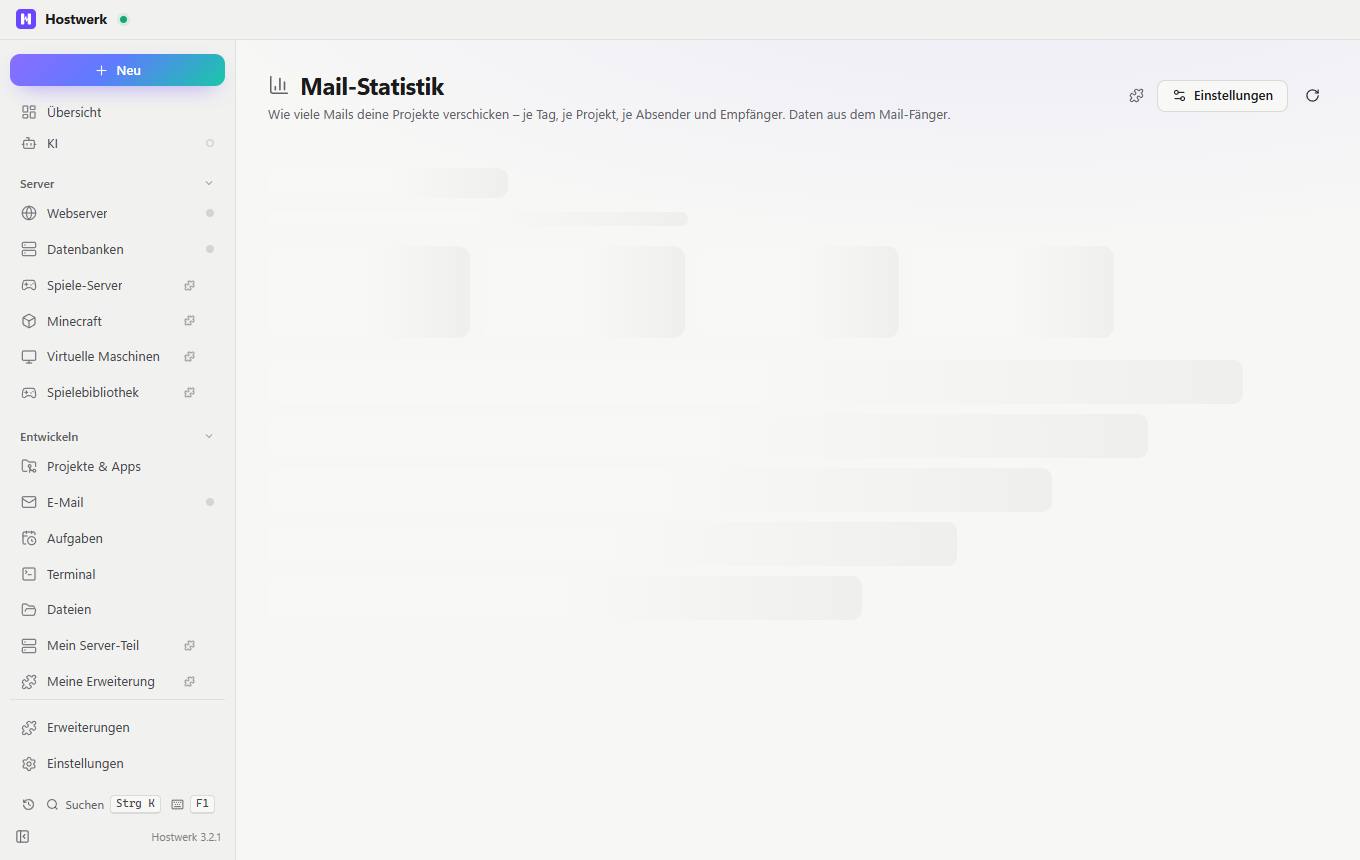 Hostwerk
Neu
Übersicht
KI
Server
Webserver
Datenbanken
Spiele-Server
Minecraft
Virtuelle Maschinen
Spielebibliothek
Entwickeln
Projekte & Apps
E-Mail
Aufgaben
Terminal
Dateien
Mein Server-Teil
Meine Erweiterung
Erweiterungen
Einstellungen
Suchen Strg K F1
Hostwerk 3.2.1
Mail-Statistik
Wie viele Mails deine Projekte verschicken – je Tag, je Projekt, je Absender und Empfänger. Daten aus dem Mail-Fänger.
Einstellungen